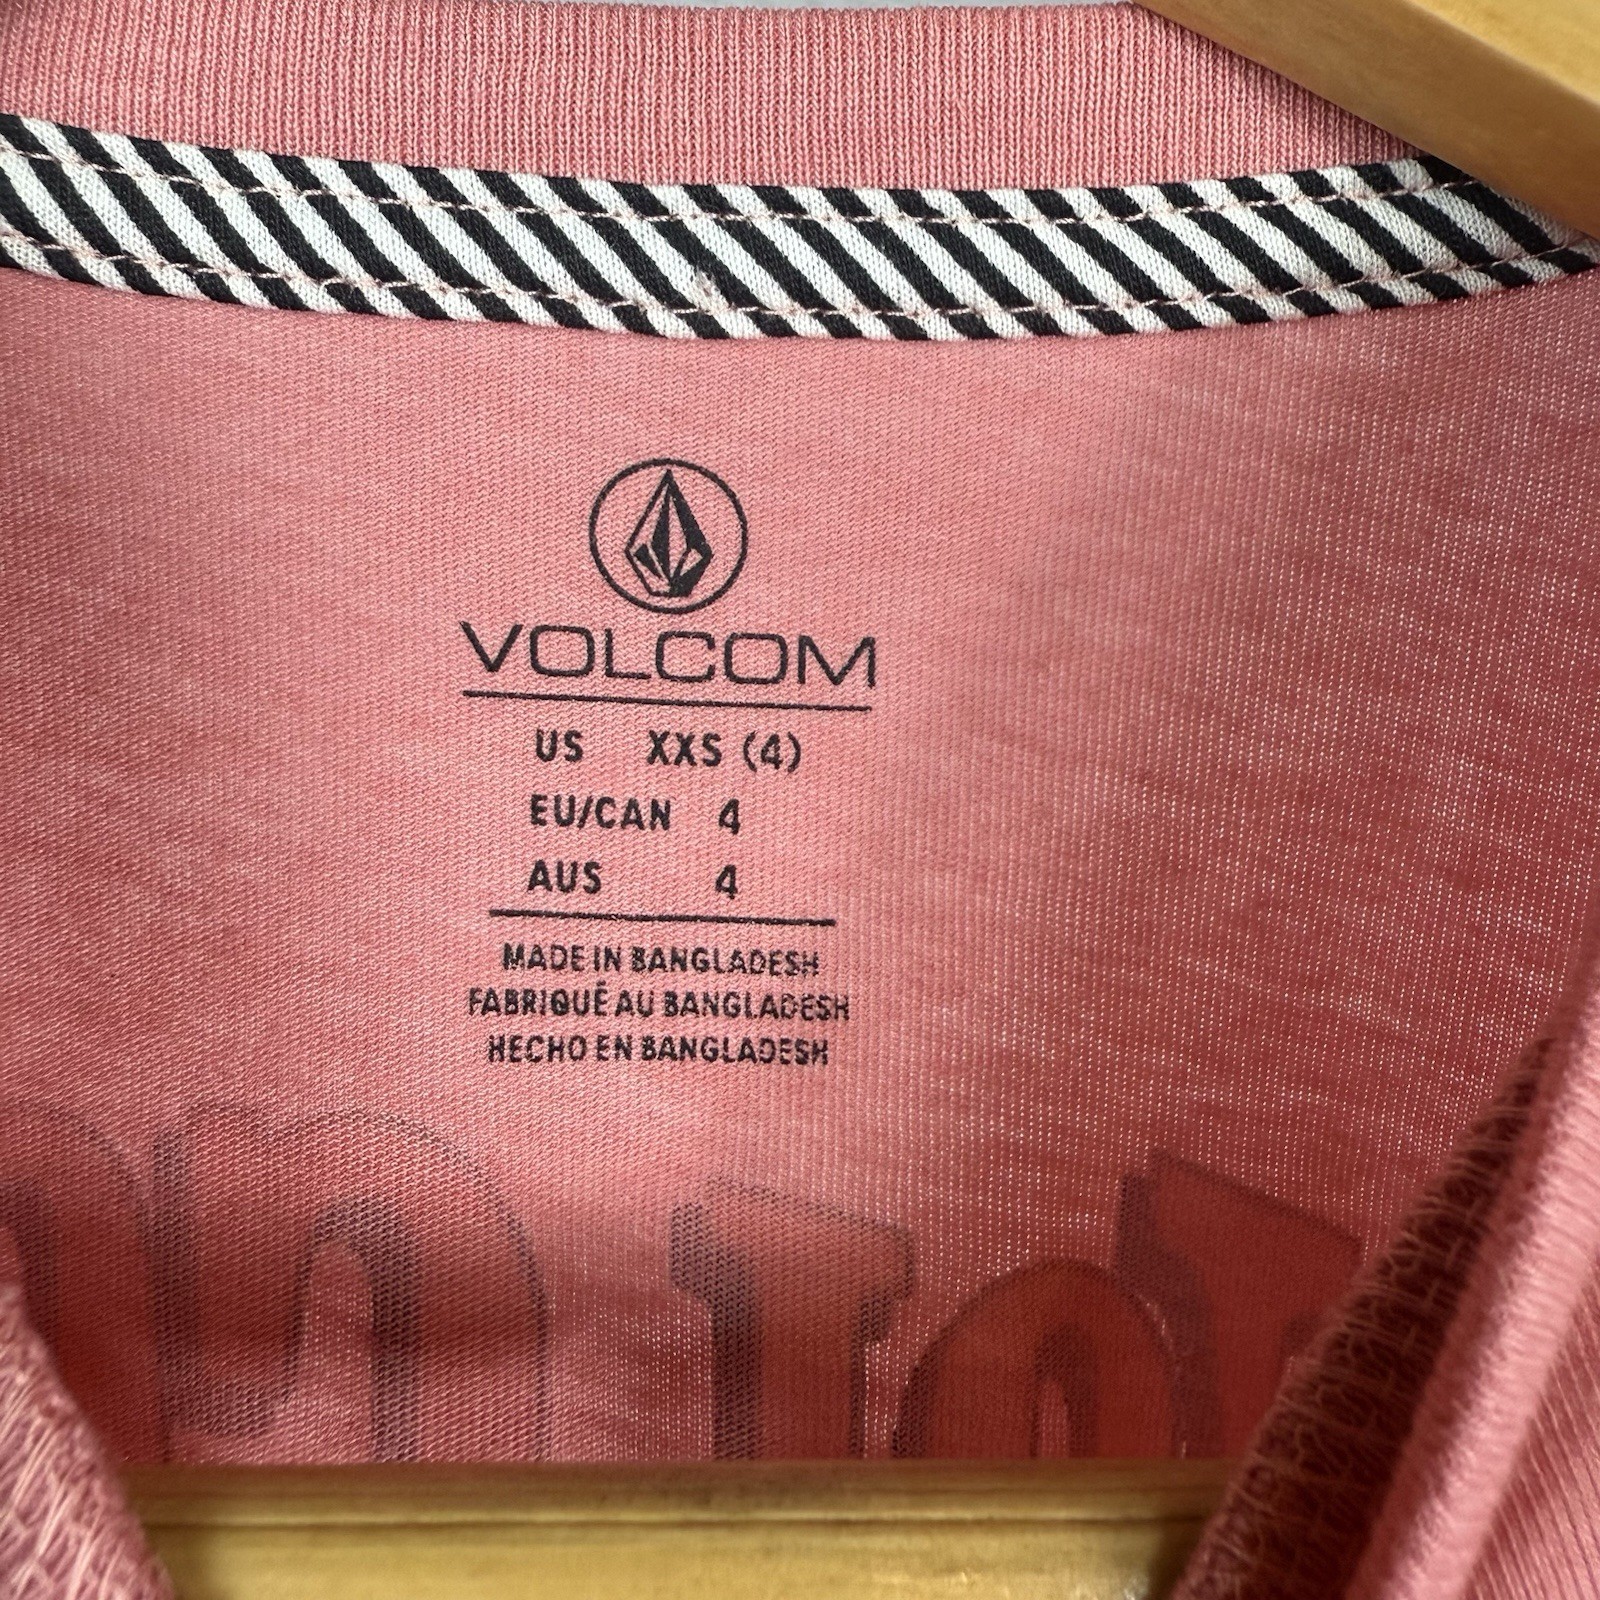 VOLCOM
US XXS (4)
EU/CAN 4
AUS 4
MADE IN BANGLADESH
FABRIQUÉ AU BANGLADESH
HECHO EN BANGLADESH